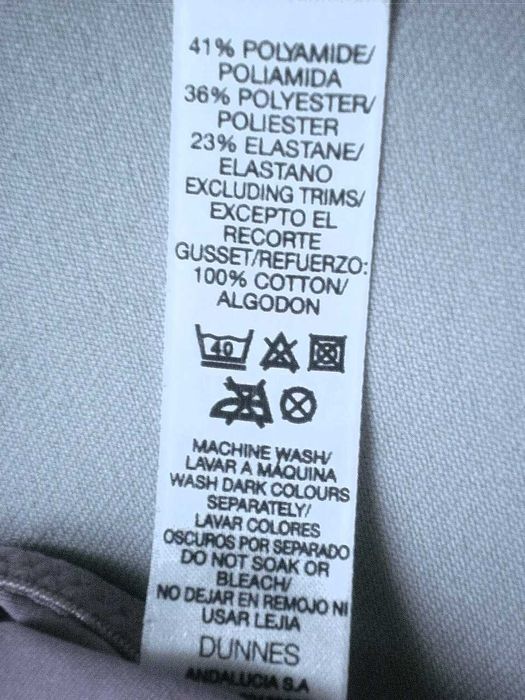 41% POLYAMIDE/
POLIAMIDA
36% POLYESTER/
POLIESTER
23% ELASTANE/
ELASTANO
EXCLUDING TRIMS/
EXCEPTO EL
RECORTE
GUSSET/REFUERZO:
100% COTTON/
ALGODON
40
MACHINE WASH/
LAVAR A MÁQUINA
WASH DARK COLOURS
SEPARATELY/
LAVAR COLORES
OSCUROS POR SEPARADO
DO NOT SOAK OR
BLEACH/
NO DEJAR EN REMOJO NI
USAR LEJIA
DUNNES
ANDALUCIA S.A